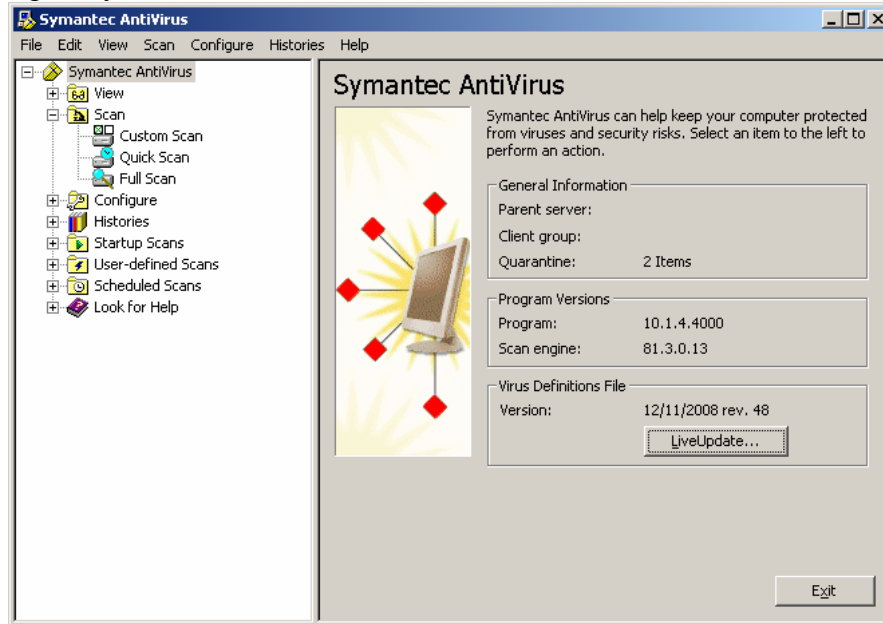 Symantec AntiVirus
File Edit View Scan Configure Histories Help
Symantec AntiVirus
View
Scan
Custom Scan
Quick Scan
Full Scan
Configure
Histories
Startup Scans
User-defined Scans
Scheduled Scans
Look for Help
Symantec AntiVirus
Symantec AntiVirus can help keep your computer protected
from viruses and security risks. Select an item to the left to
perform an action.
General Information
Parent server:
Client group:
Quarantine: 2 Items
Program Versions
Program: 10.1.4.4000
Scan engine: 81.3.0.13
Virus Definitions File
Version: 12/11/2008 rev. 48
LiveUpdate...
Exit